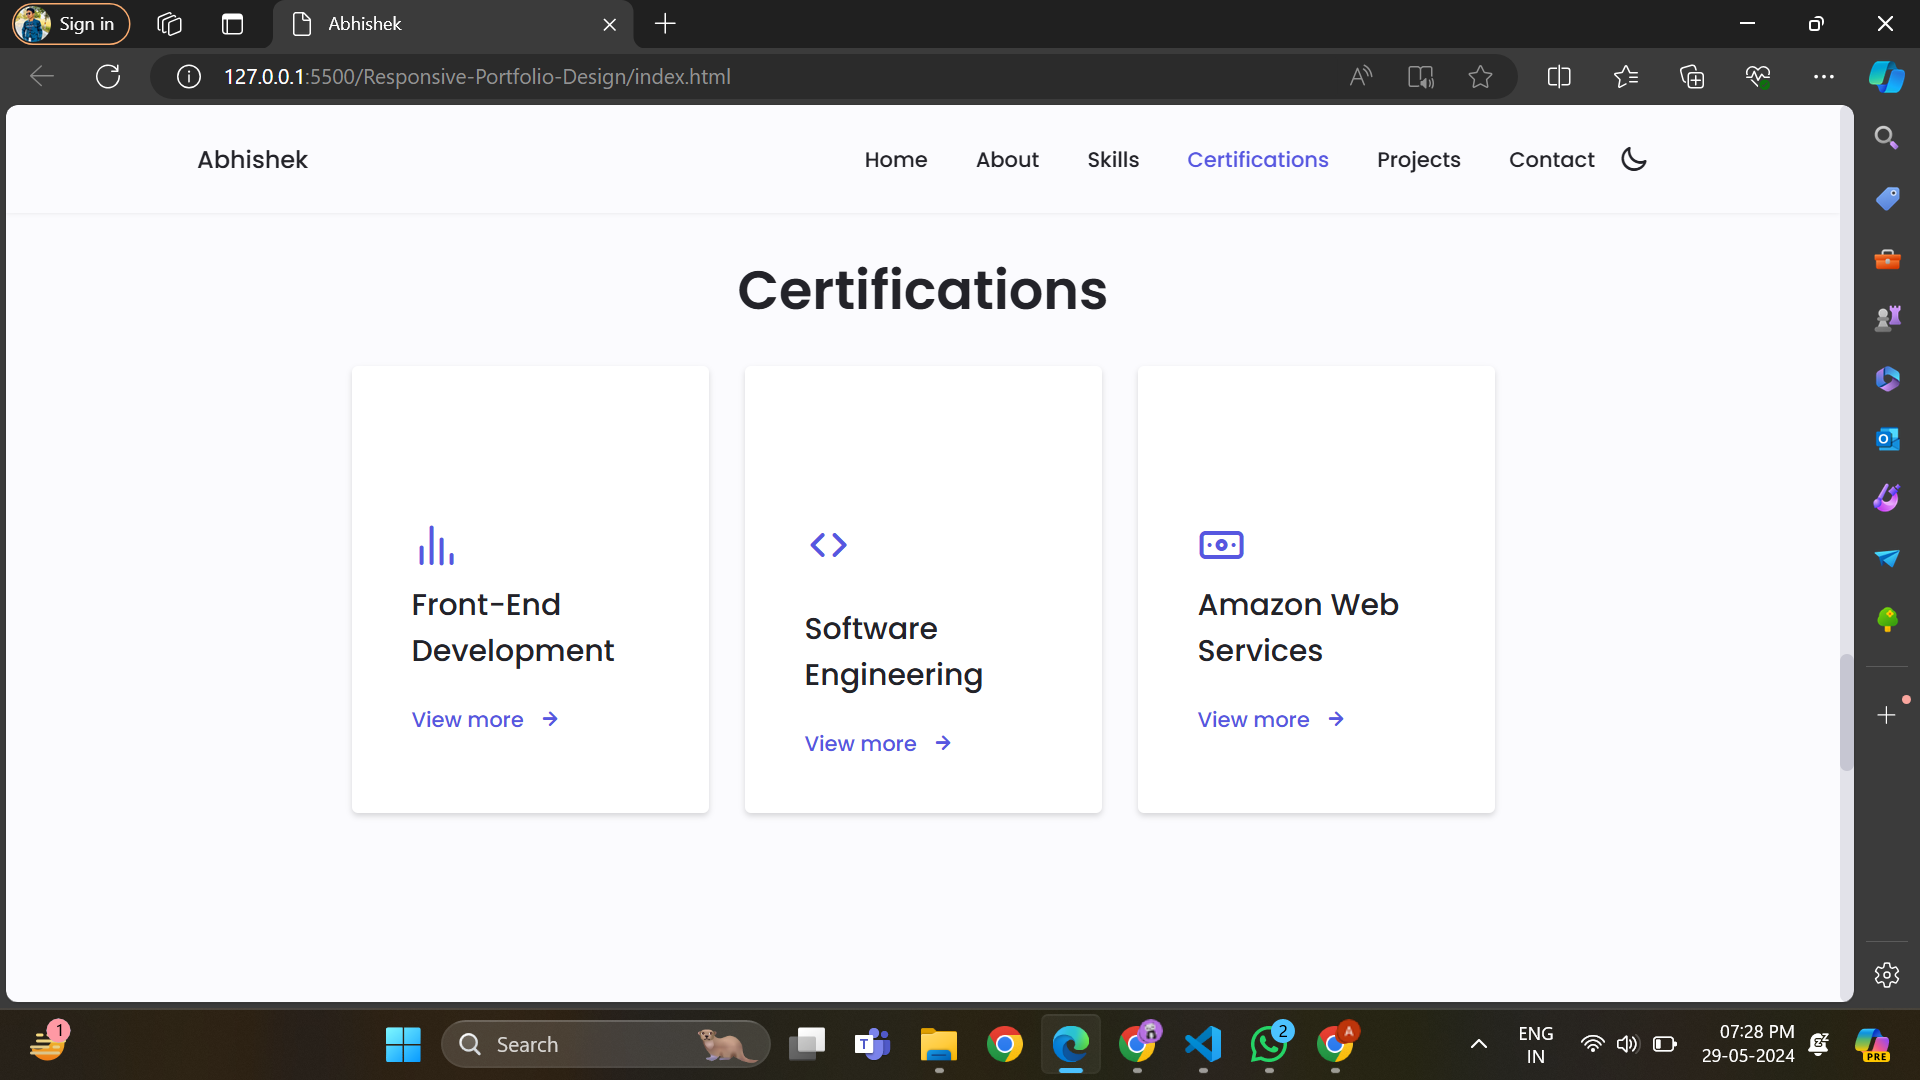 Sign in
Abhishek
127.0.0.1:5500/Responsive-Portfolio-Design/index.html
Abhishek
Home
About
Skills
Certifications
Projects
Contact
Certifications
Front-End
Development
View more
Software
Engineering
View more
Amazon Web
Services
View more
1
Search
T
2
A
ENG
IN
07:28 PM
29-05-2024
PRE